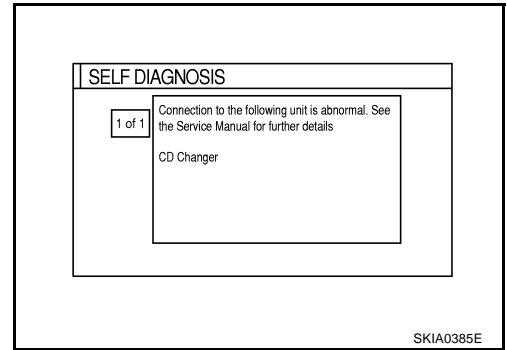 SELF DIAGNOSIS
1 of 1
Connection to the following unit is abnormal. See
the Service Manual for further details
CD Changer
SKIA0385E